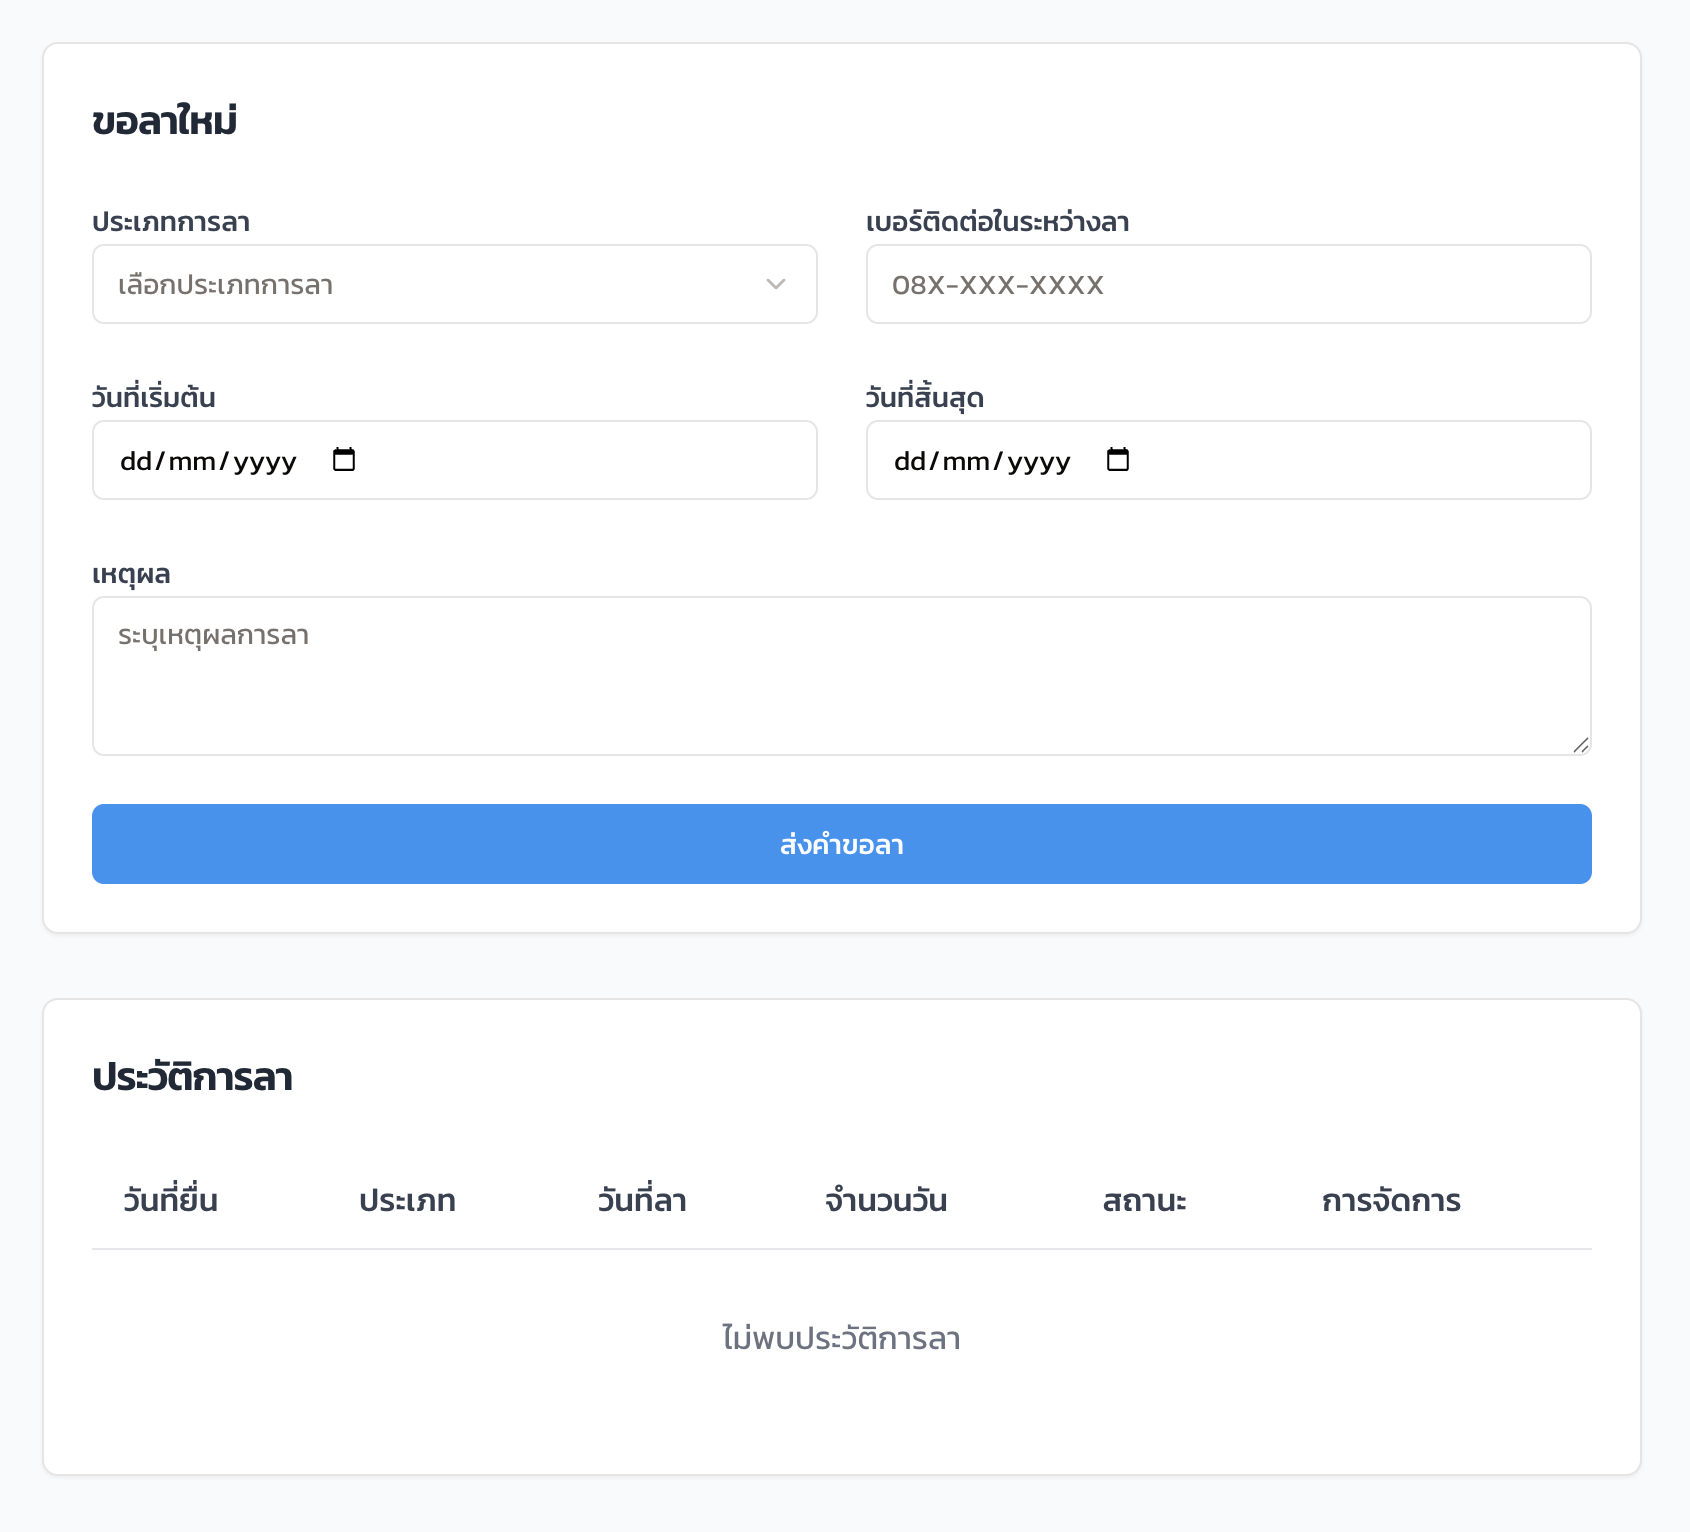 ขอลาใหม่
ประเภทการลา
เบอร์ติดต่อในระหว่างลา
เลือกประเภทการลา
08X-XXX-XXXX
วันที่เริ่มต้น
วันที่สิ้นสุด
dd/mm/yyyy
dd/mm/yyyy
เหตุผล
ระบุเหตุผลการลา
ส่งคำขอลา
ประวัติการลา
วันที่ยื่น ประเภท วันที่ลา จำนวนวัน สถานะ การจัดการ
ไม่พบประวัติการลา